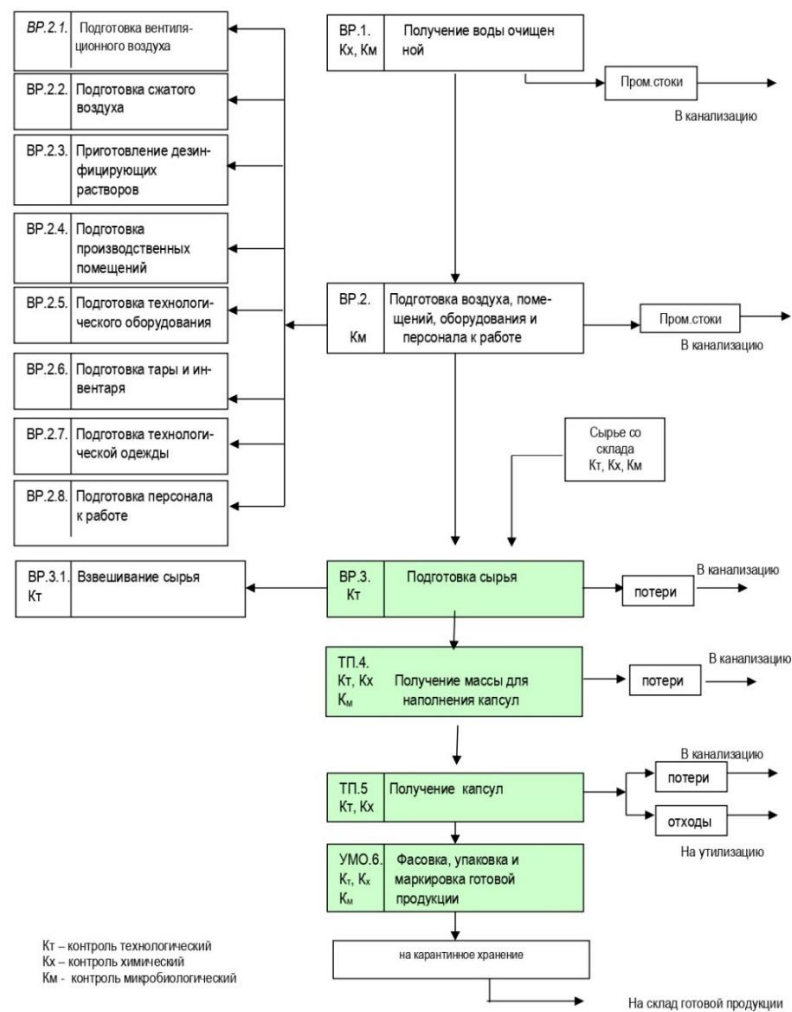 ВР.2.1. Подготовка вентиля-
ционного воздуха
ВР.1. Получение воды очищен
Кх, Км ной
Пром.стоки
В канализацию
ВР.2.2. Подготовка сжатого
воздуха
ВР.2.3. Приготовление дезин-
фицирующих
растворов
ВР.2.4. Подготовка
производственных
помещений
ВР.2.5. Подготовка технологи-
ческого оборудования
ВР.2. Подготовка воздуха, поме-
щений, оборудования и
Км персонала к работе
Пром.стоки
В канализацию
ВР.2.6. Подготовка тары и ин-
вентаря
ВР.2.7. Подготовка технологи-
ческой одежды
ВР.2.8. Подготовка персонала
к работе
Сырье со
склада
Кт, Кх, Км
ВР.3.1. Взвешивание сырья
Кт
ВР.3. Подготовка сырья
Кт
потери
В канализацию
ТП.4.
Кт, Кх Получение массы для
Км наполнения капсул
потери
В канализацию
ТП.5 Получение капсул
Кт, Кх
В канализацию
потери
отходы
На утилизацию
УМО.6. Фасовка, упаковка и
Кт, Кх маркировка готовой
Км продукции
на карантинное хранение
На склад готовой продукции
Кт – контроль технологический
Кх – контроль химический
Км - контроль микробиологический